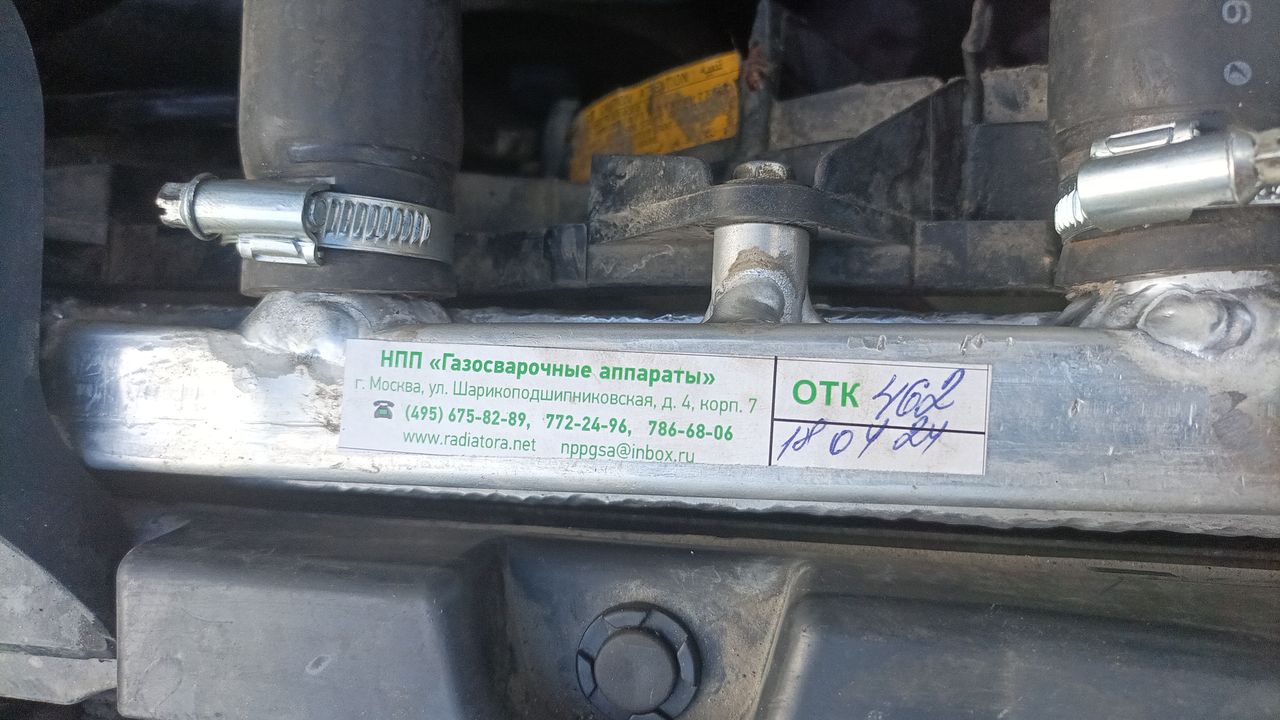 НПП «Газосварочные аппараты»
г. Москва, ул. Шарикоподшипниковская, д. 4, корп. 7
(495) 675-82-89, 772-24-96, 786-68-06
www.radiatora.net nppgsa@inbox.ru
ОТК 462
18 04 24